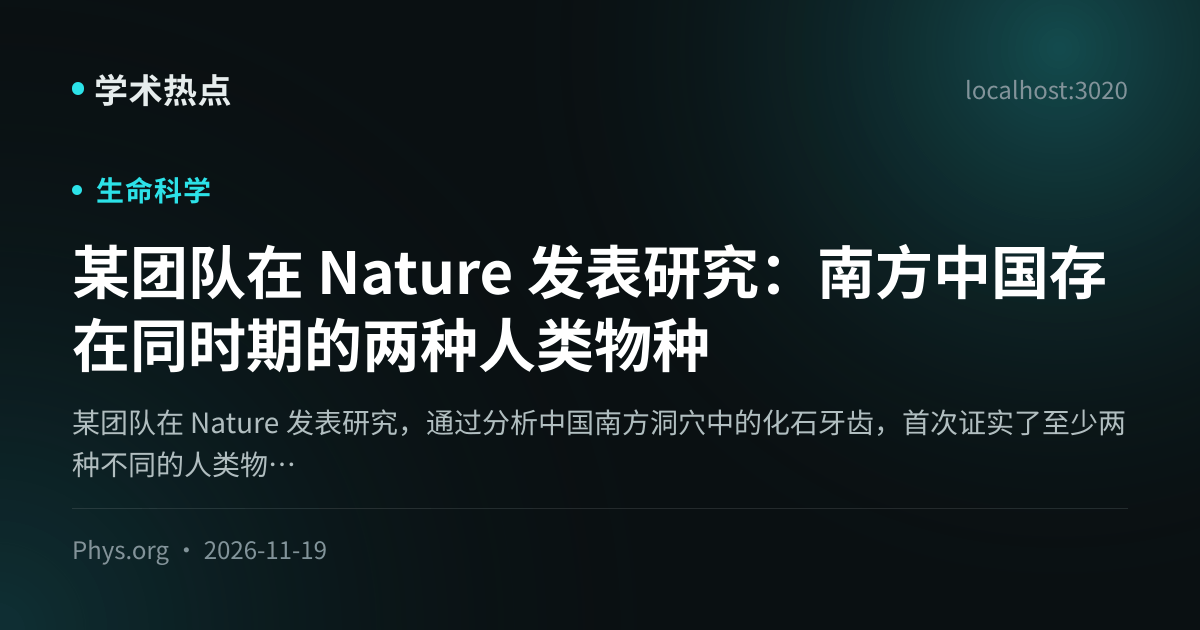 学术热点
localhost:3020
生命科学
某团队在 Nature 发表研究：南方中国存
在同时期的两种人类物种
某团队在 Nature 发表研究，通过分析中国南方洞穴中的化石牙齿，首次证实了至少两
种不同的人类物…
Phys.org • 2026-11-19